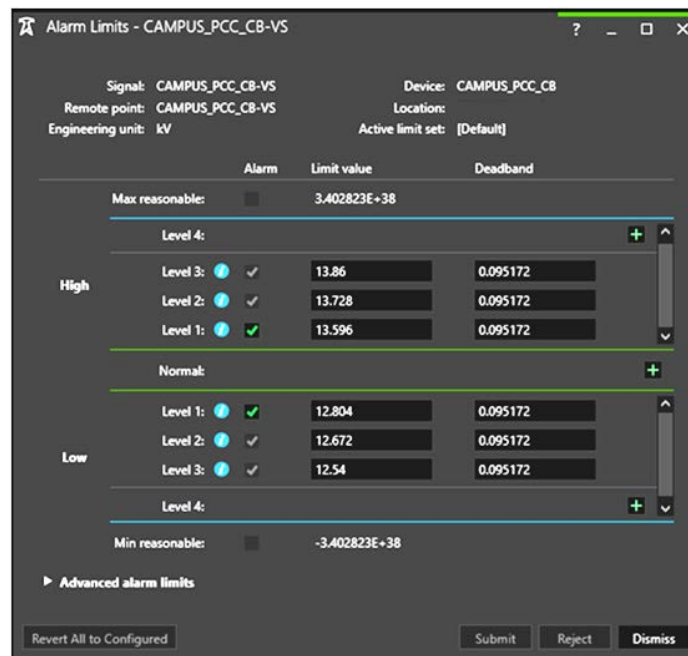 Alarm Limits - CAMPUS_PCC_CB-VS ?
Signal: CAMPUS_PCC_CB-VS Device: CAMPUS_PCC_CB
Remote point: CAMPUS_PCC_CB-VS Location:
Engineering unit: kV Active limit set: [Default]
Alarm Limit value Deadband
Max reasonable: 3.402823E+38
Level 4: +
High
Level 3: 13.86 0.095172
Level 2: 13.728 0.095172
Level 1: 13.596 0.095172
Normal: +
Low
Level 1: 12.804 0.095172
Level 2: 12.672 0.095172
Level 3: 12.54 0.095172
Level 4: +
Min reasonable: -3.402823E+38
Advanced alarm limits
Revert All to Configured Submit Reject Dismiss